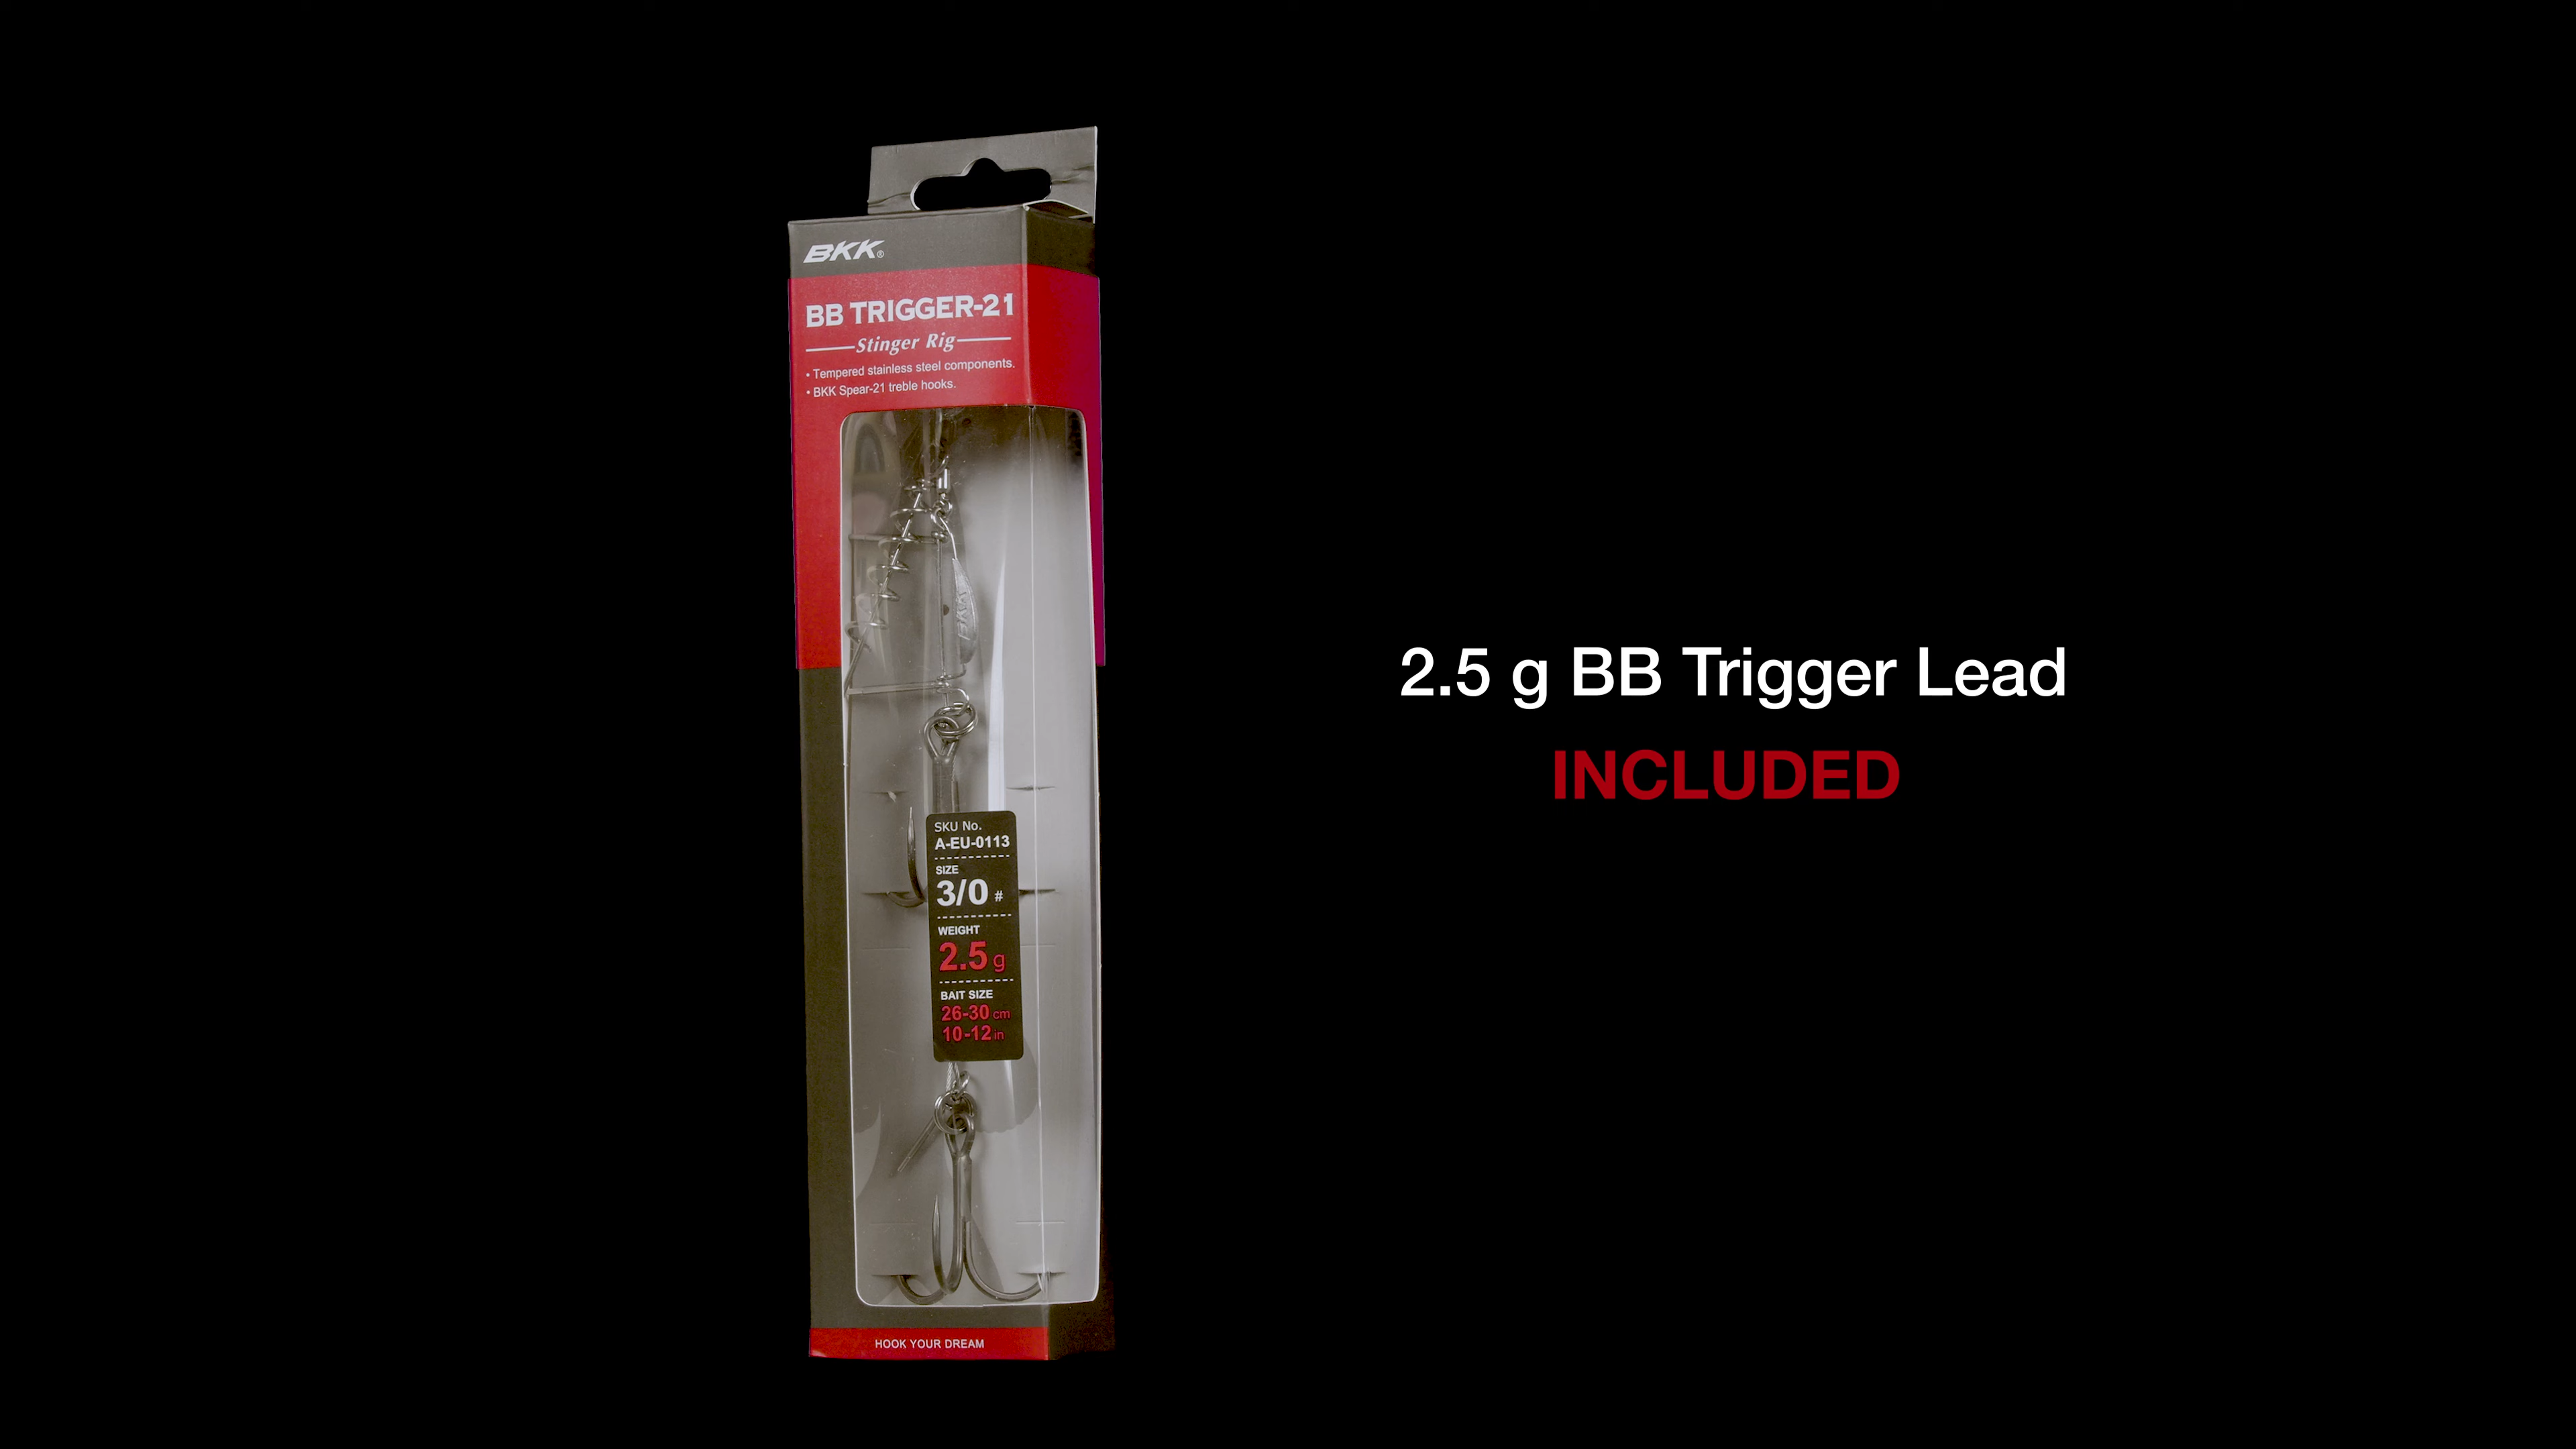 BKK®
BB TRIGGER-21
Stinger Rig
• Tempered stainless steel components.
• BKK Spear-21 treble hooks.
BKK
SKU No.
A-EU-0113
SIZE
3/0 #
WEIGHT
2.5 g
BAIT SIZE
26-30 cm
10-12 in
HOOK YOUR DREAM
2.5 g BB Trigger Lead
INCLUDED